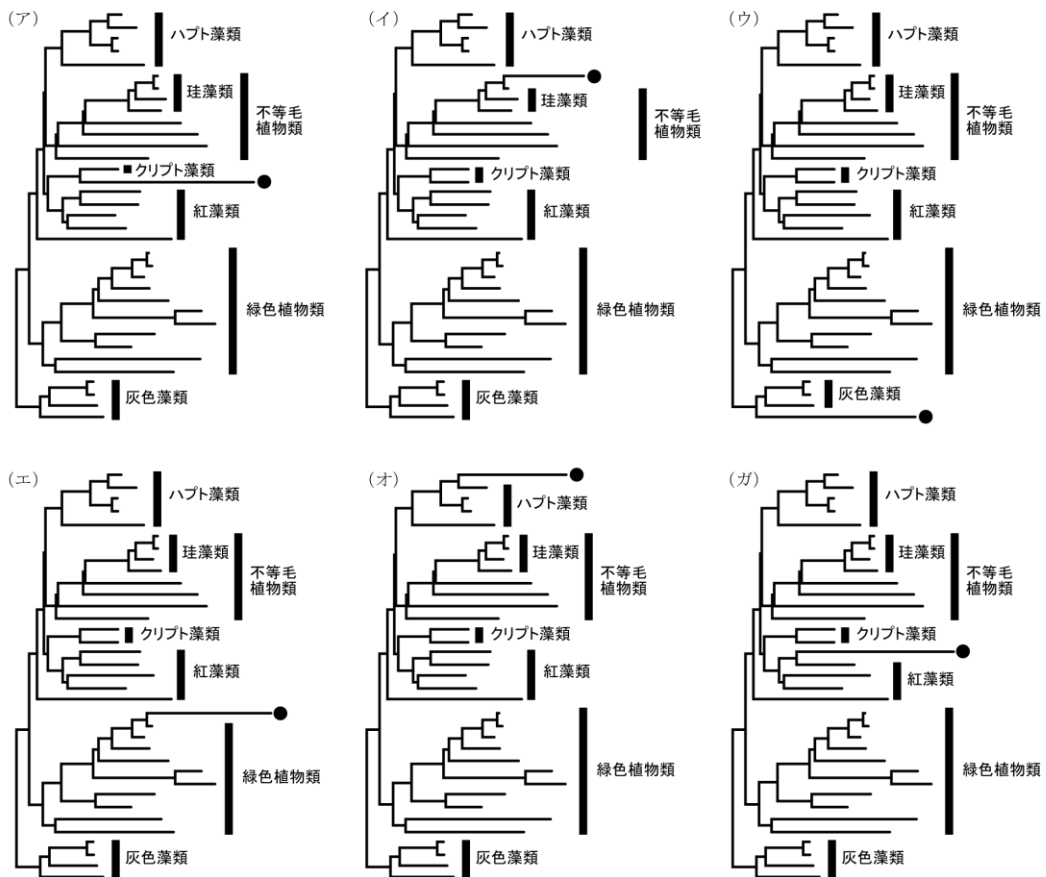 (ア)
ハプト藻類
珪藻類
不等毛
植物類
クリプト藻類
紅藻類
緑色植物類
灰色藻類
(イ)
ハプト藻類
珪藻類
不等毛
植物類
クリプト藻類
紅藻類
緑色植物類
灰色藻類
(ウ)
ハプト藻類
珪藻類
不等毛
植物類
クリプト藻類
紅藻類
緑色植物類
灰色藻類
(エ)
ハプト藻類
珪藻類
不等毛
植物類
クリプト藻類
紅藻類
緑色植物類
灰色藻類
(オ)
ハプト藻類
珪藻類
不等毛
植物類
クリプト藻類
紅藻類
緑色植物類
灰色藻類
(ガ)
ハプト藻類
珪藻類
不等毛
植物類
クリプト藻類
紅藻類
緑色植物類
灰色藻類